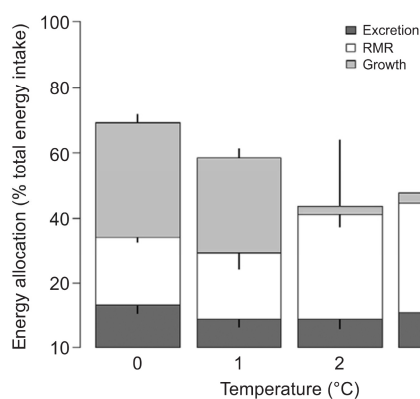 Energy allocation (% total energy intake)
100
80
60
40
20
10
Excretion
RMR
Growth
0
1
2
Temperature (°C)